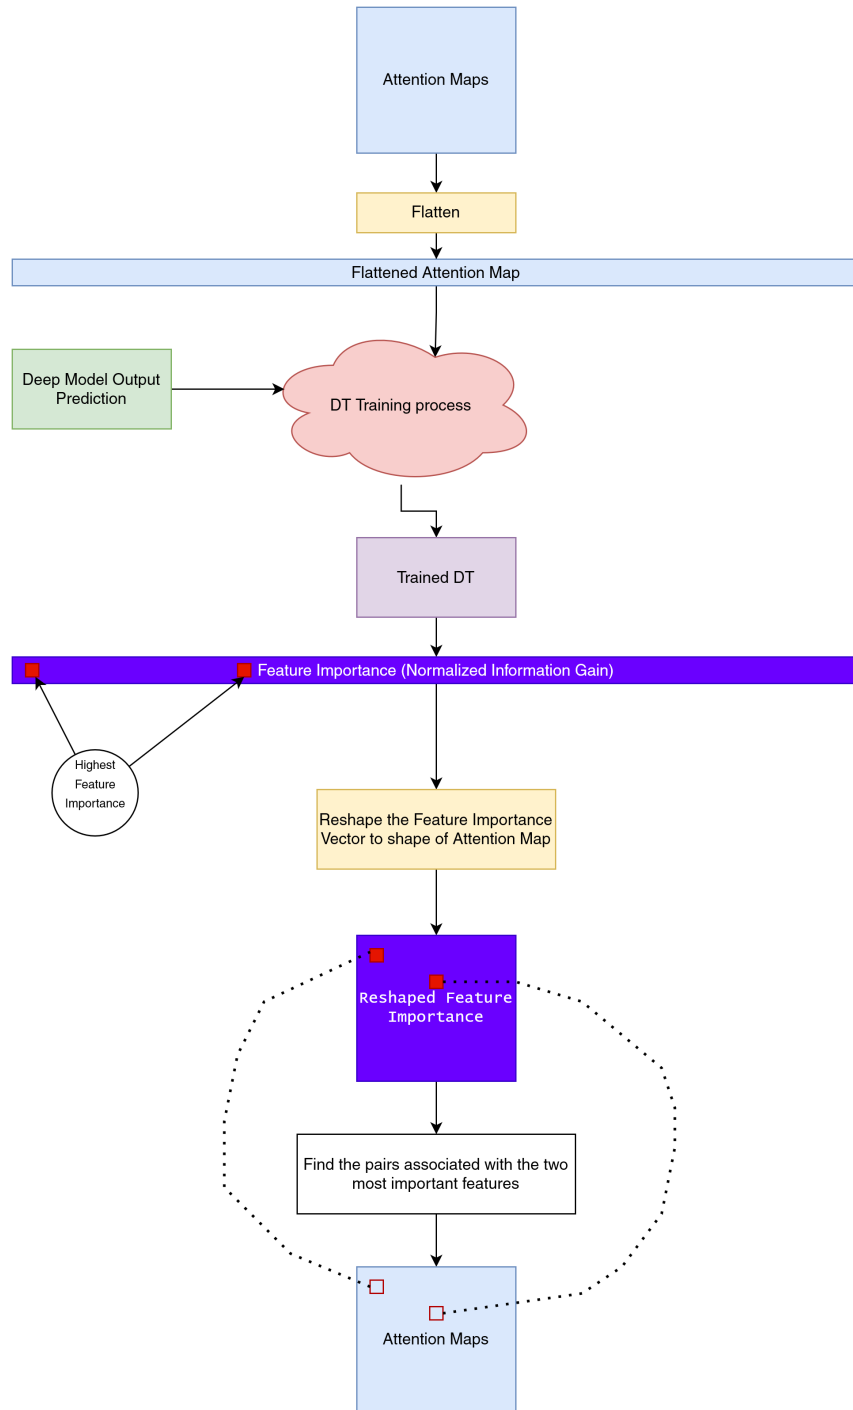 Attention Maps
Flatten
Flattened Attention Map
Deep Model Output
Prediction
DT Training process
Trained DT
Feature Importance (Normalized Information Gain)
Highest
Feature
Importance
Reshape the Feature Importance
Vector to shape of Attention Map
Reshaped Feature
Importance
Find the pairs associated with the two
most important features
Attention Maps